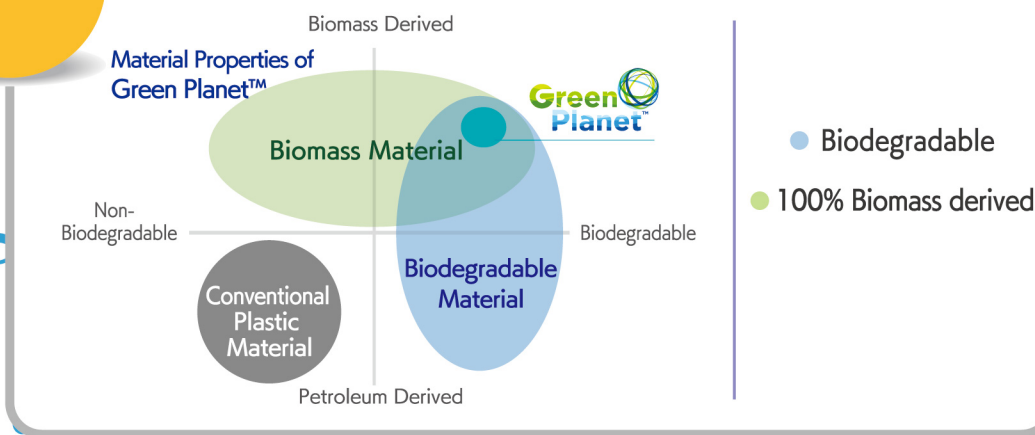 Biomass Derived
Material Properties of
Green Planet™
Green
Planet™
Biomass Material
Biodegradable
100% Biomass derived
Non-
Biodegradable
Biodegradable
Biodegradable
Material
Conventional
Plastic
Material
Petroleum Derived